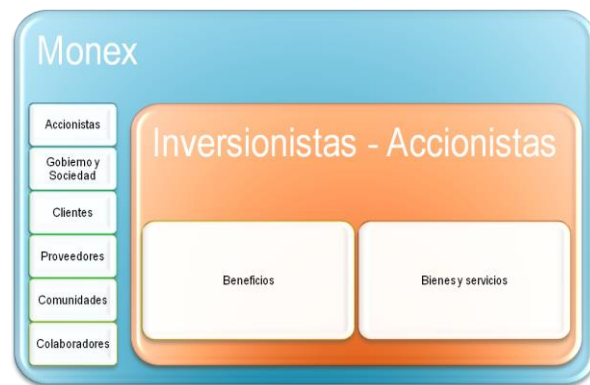 Monex
Accionistas
Gobierno y
Sociedad
Clientes
Proveedores
Comunidades
Colaboradores
Inversionistas - Accionistas
Beneficios
Bienes y servicios